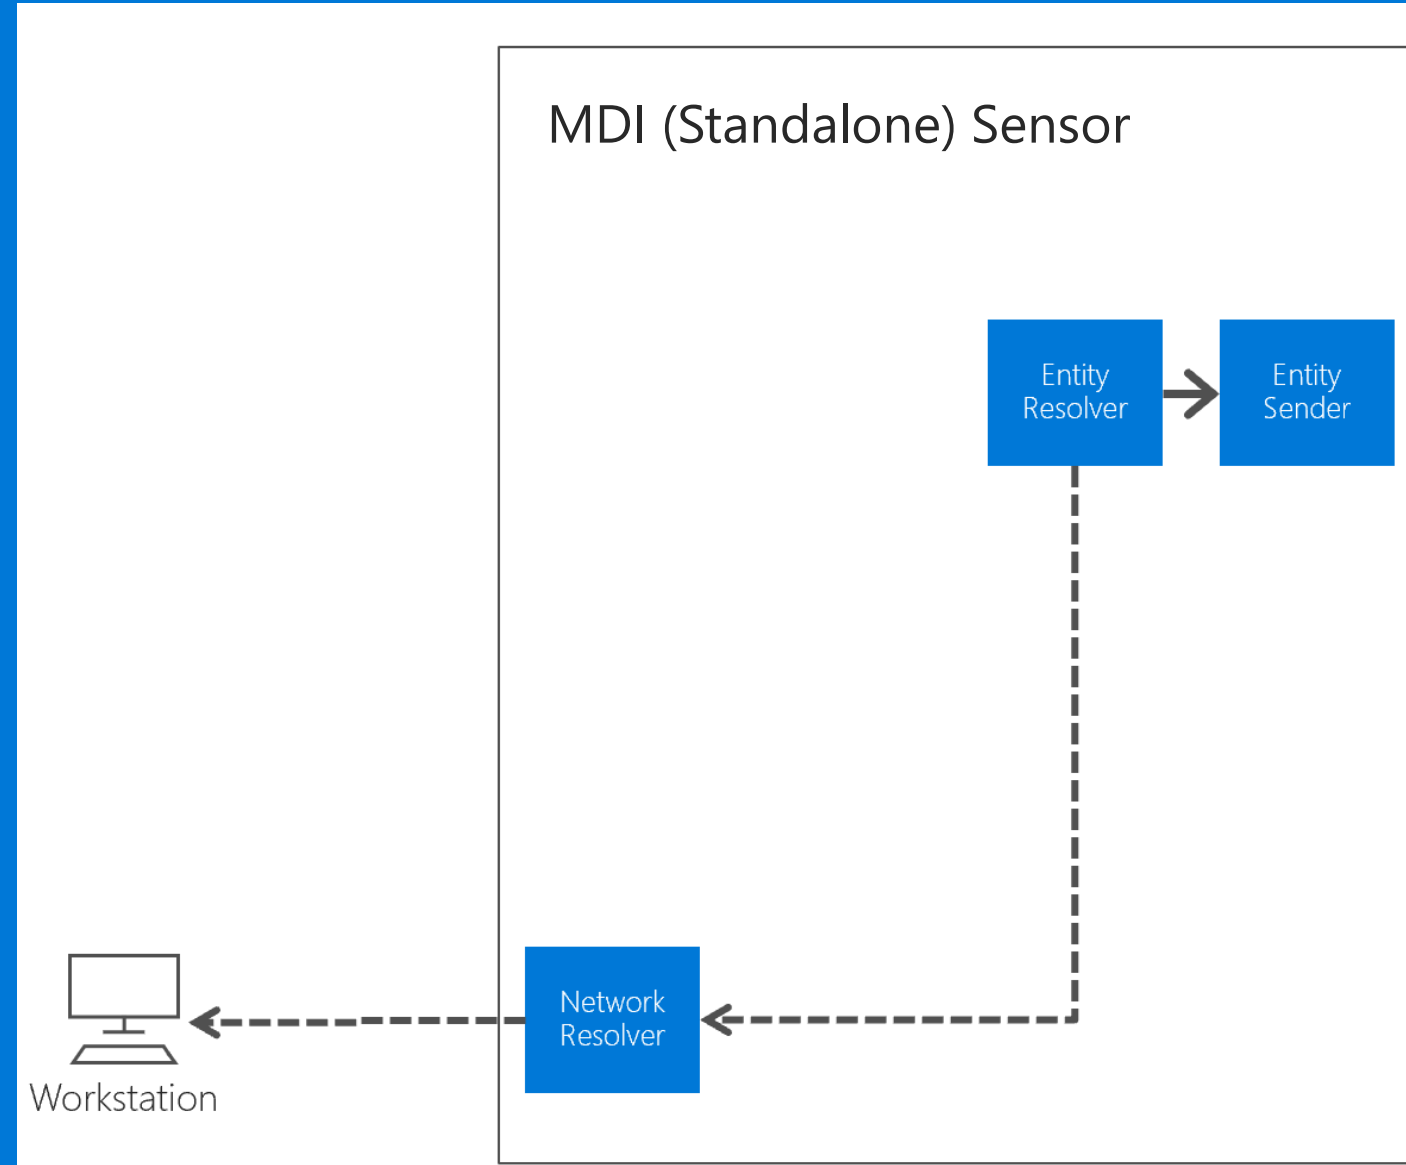 MDI (Standalone) Sensor
Entity
Resolver
Entity
Sender
Network
Resolver
Workstation